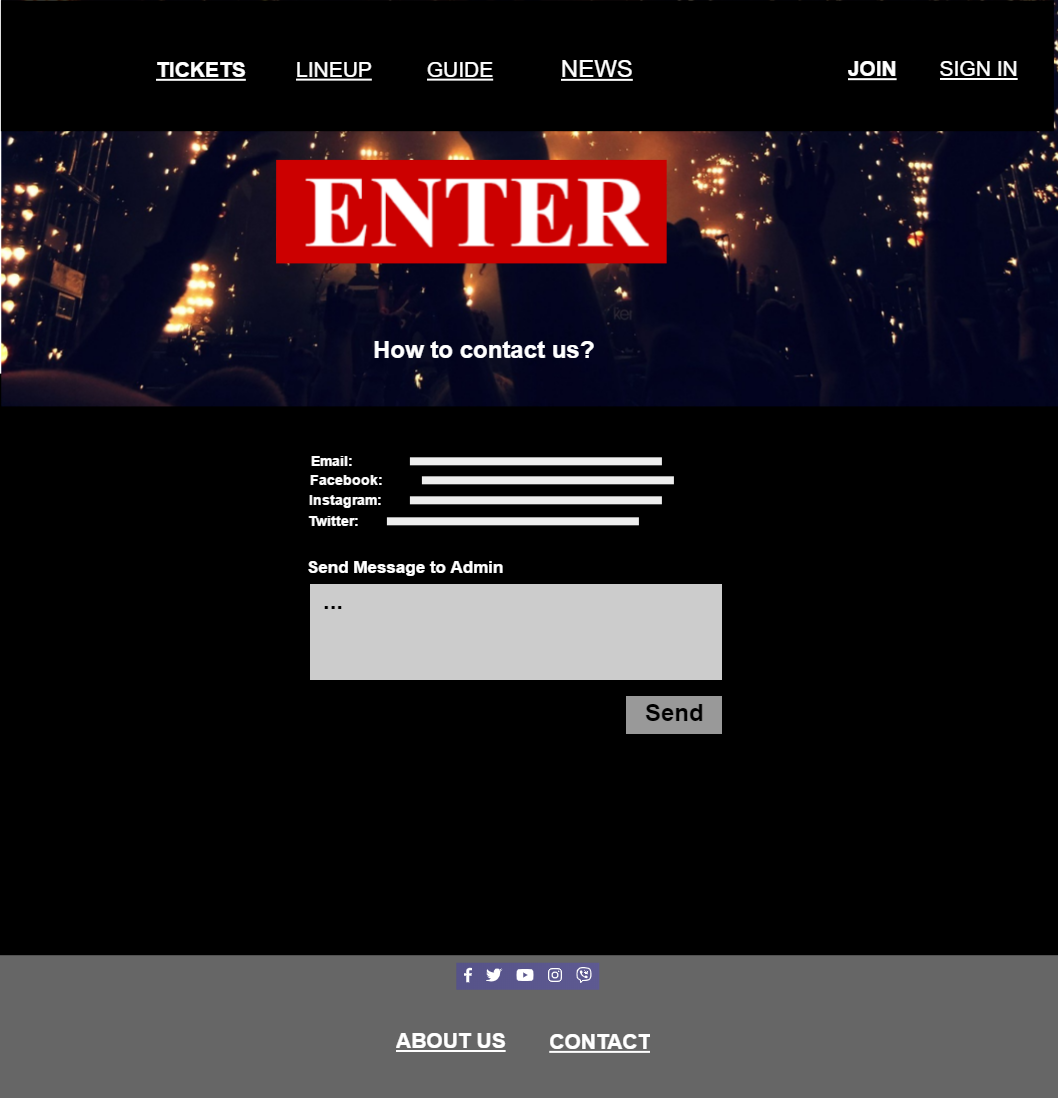 TICKETS LINEUP GUIDE NEWS JOIN SIGN IN
ENTER
How to contact us?
Email:
Facebook:
Instagram:
Twitter:
Send Message to Admin
...
Send
ABOUT US CONTACT